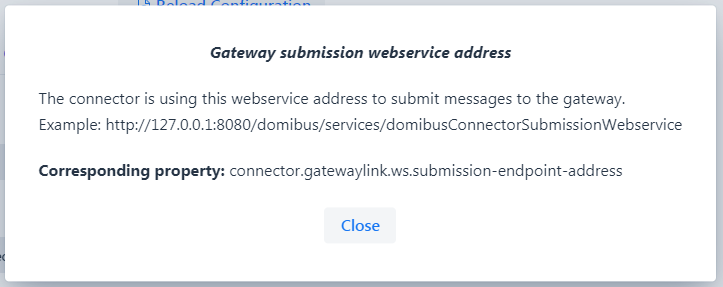 Reload Configuration
Gateway submission webservice address
The connector is using this webservice address to submit messages to the gateway.
Example: http://127.0.0.1:8080/domibus/services/domibusConnectorSubmissionWebservice
Corresponding property: connector.gatewaylink.ws.submission-endpoint-address
Close